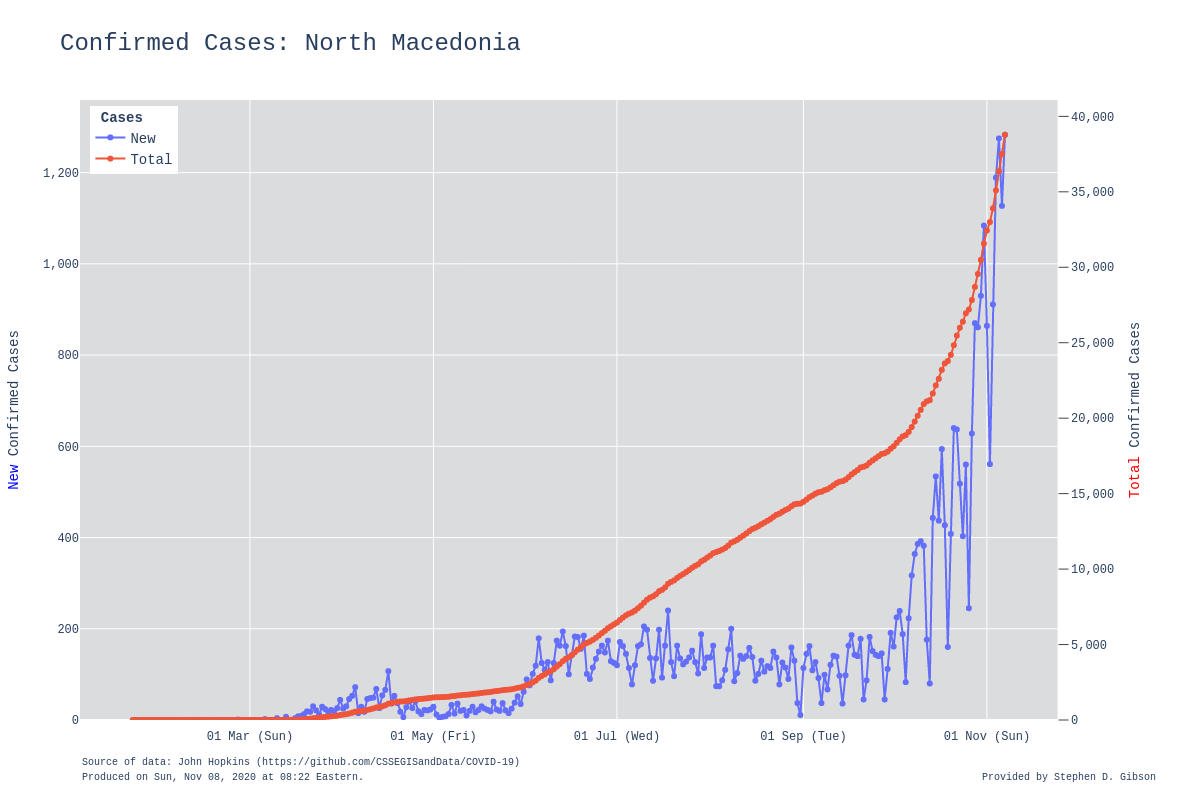 Confirmed Cases: North Macedonia
Cases
New
Total
1,200
1,000
800
600
400
200
0
New Confirmed Cases
40,000
35,000
30,000
25,000
20,000
15,000
10,000
5,000
0
Total Confirmed Cases
01 Mar (Sun)
01 May (Fri)
01 Jul (Wed)
01 Sep (Tue)
01 Nov (Sun)
Source of data: John Hopkins (https://github.com/CSSEGISandData/COVID-19)
Produced on Sun, Nov 08, 2020 at 08:22 Eastern.
Provided by Stephen D. Gibson